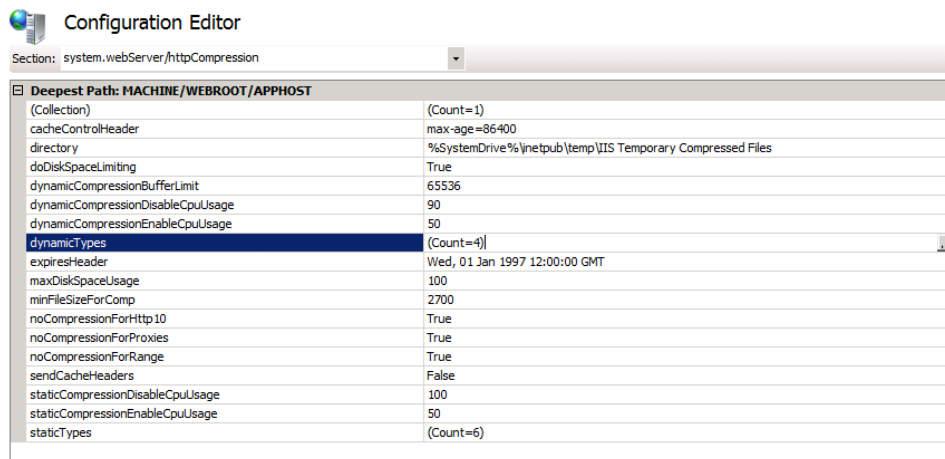 Configuration Editor
Section: system.webServer/httpCompression
Deepest Path: MACHINE/WEBROOT/APPHOST
(Collection) (Count=1)
cacheControlHeader max-age=86400
directory %SystemDrive%\inetpub\temp\IIS Temporary Compressed Files
doDiskSpaceLimiting True
dynamicCompressionBufferLimit 65536
dynamicCompressionDisableCpuUsage 90
dynamicCompressionEnableCpuUsage 50
dynamicTypes (Count=4)
expiresHeader Wed, 01 Jan 1997 12:00:00 GMT
maxDiskSpaceUsage 100
minFileSizeForComp 2700
noCompressionForHttp10 True
noCompressionForProxies True
noCompressionForRange True
sendCacheHeaders False
staticCompressionDisableCpuUsage 100
staticCompressionEnableCpuUsage 50
staticTypes (Count=6)